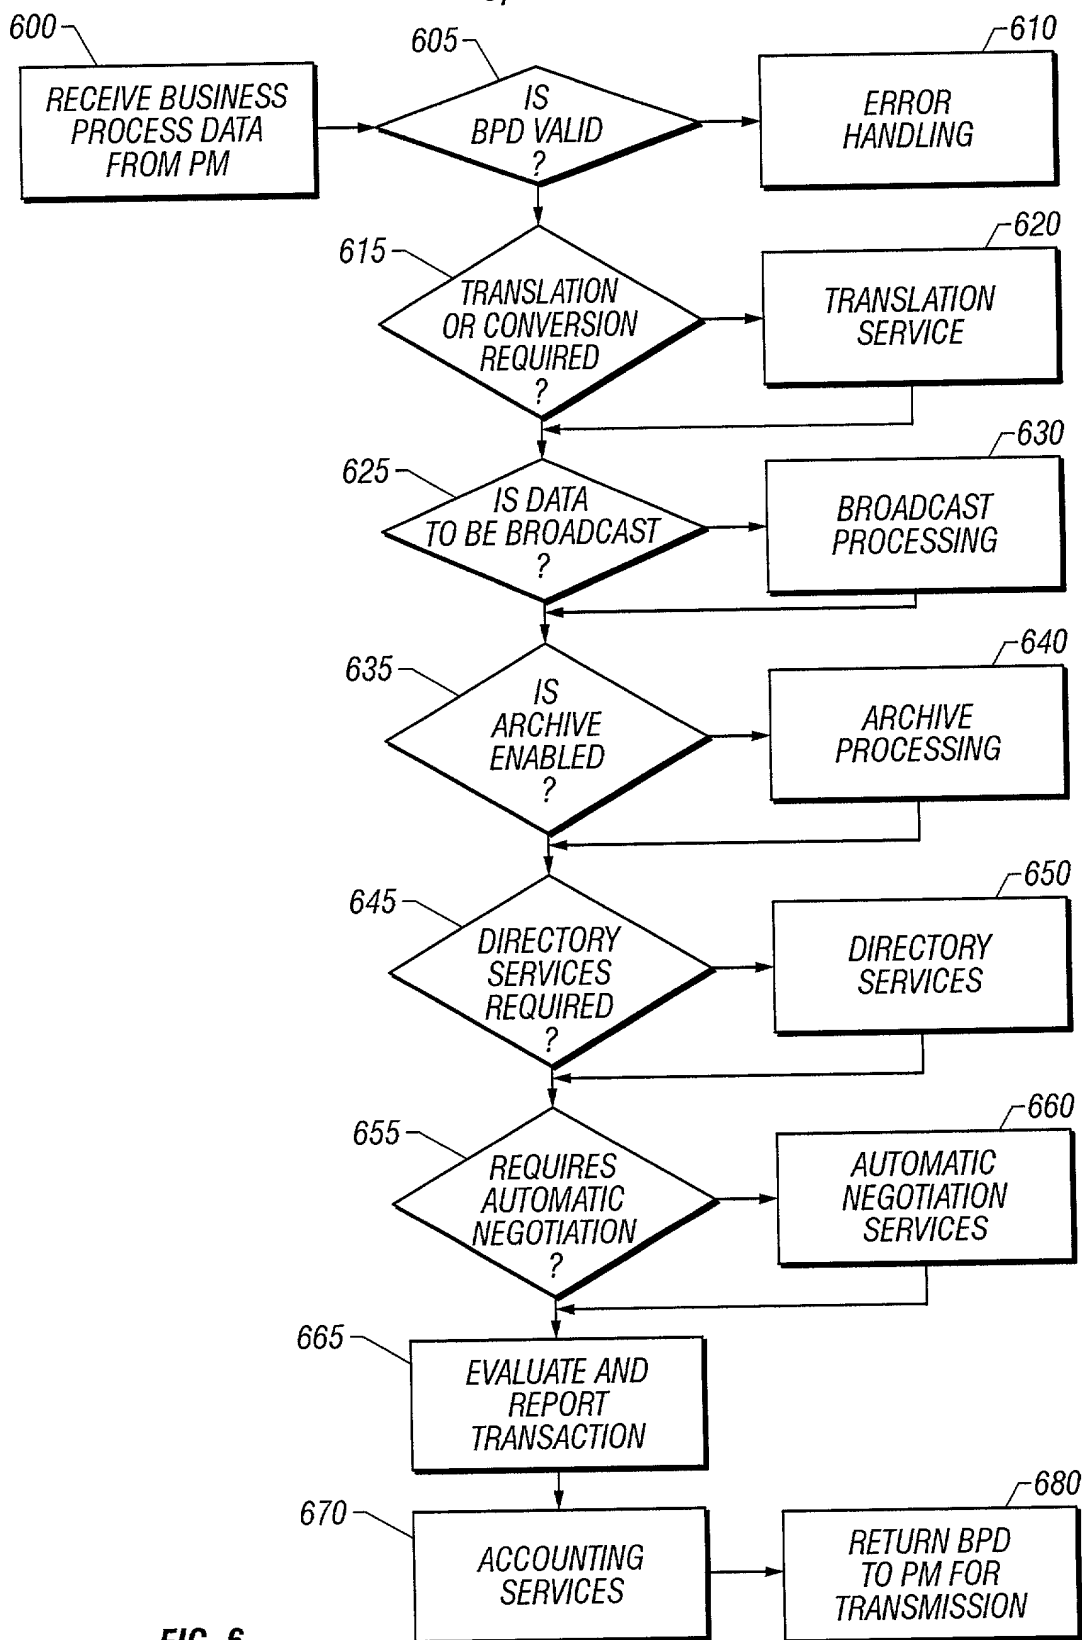 600
RECEIVE BUSINESS
PROCESS DATA
FROM PM
605
IS
BPD VALID
?
610
ERROR
HANDLING
615
TRANSLATION
OR CONVERSION
REQUIRED
?
620
TRANSLATION
SERVICE
625
IS DATA
TO BE BROADCAST
?
630
BROADCAST
PROCESSING
635
IS
ARCHIVE
ENABLED
?
640
ARCHIVE
PROCESSING
645
DIRECTORY
SERVICES
REQUIRED
?
650
DIRECTORY
SERVICES
655
REQUIRES
AUTOMATIC
NEGOTIATION
?
660
AUTOMATIC
NEGOTIATION
SERVICES
665
EVALUATE AND
REPORT
TRANSACTION
670
ACCOUNTING
SERVICES
680
RETURN BPD
TO PM FOR
TRANSMISSION
FIG. 6